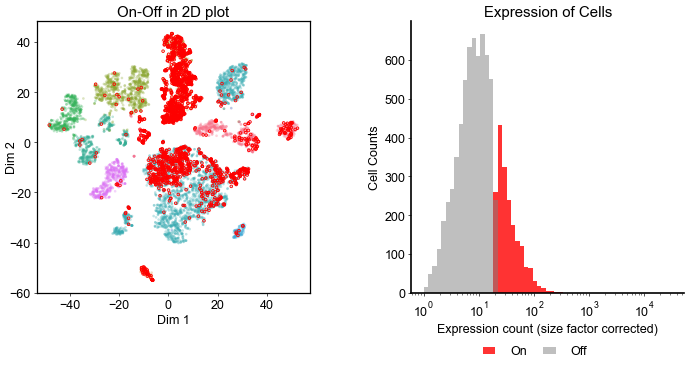 On-Off in 2D plot
40
20
0
−20
−40
−60
Dim 2
−40
−20
0
20
40
Dim 1
Expression of Cells
600
500
400
300
200
100
0
Cell Counts
10^0
10^1
10^2
10^3
10^4
Expression count (size factor corrected)
On
Off